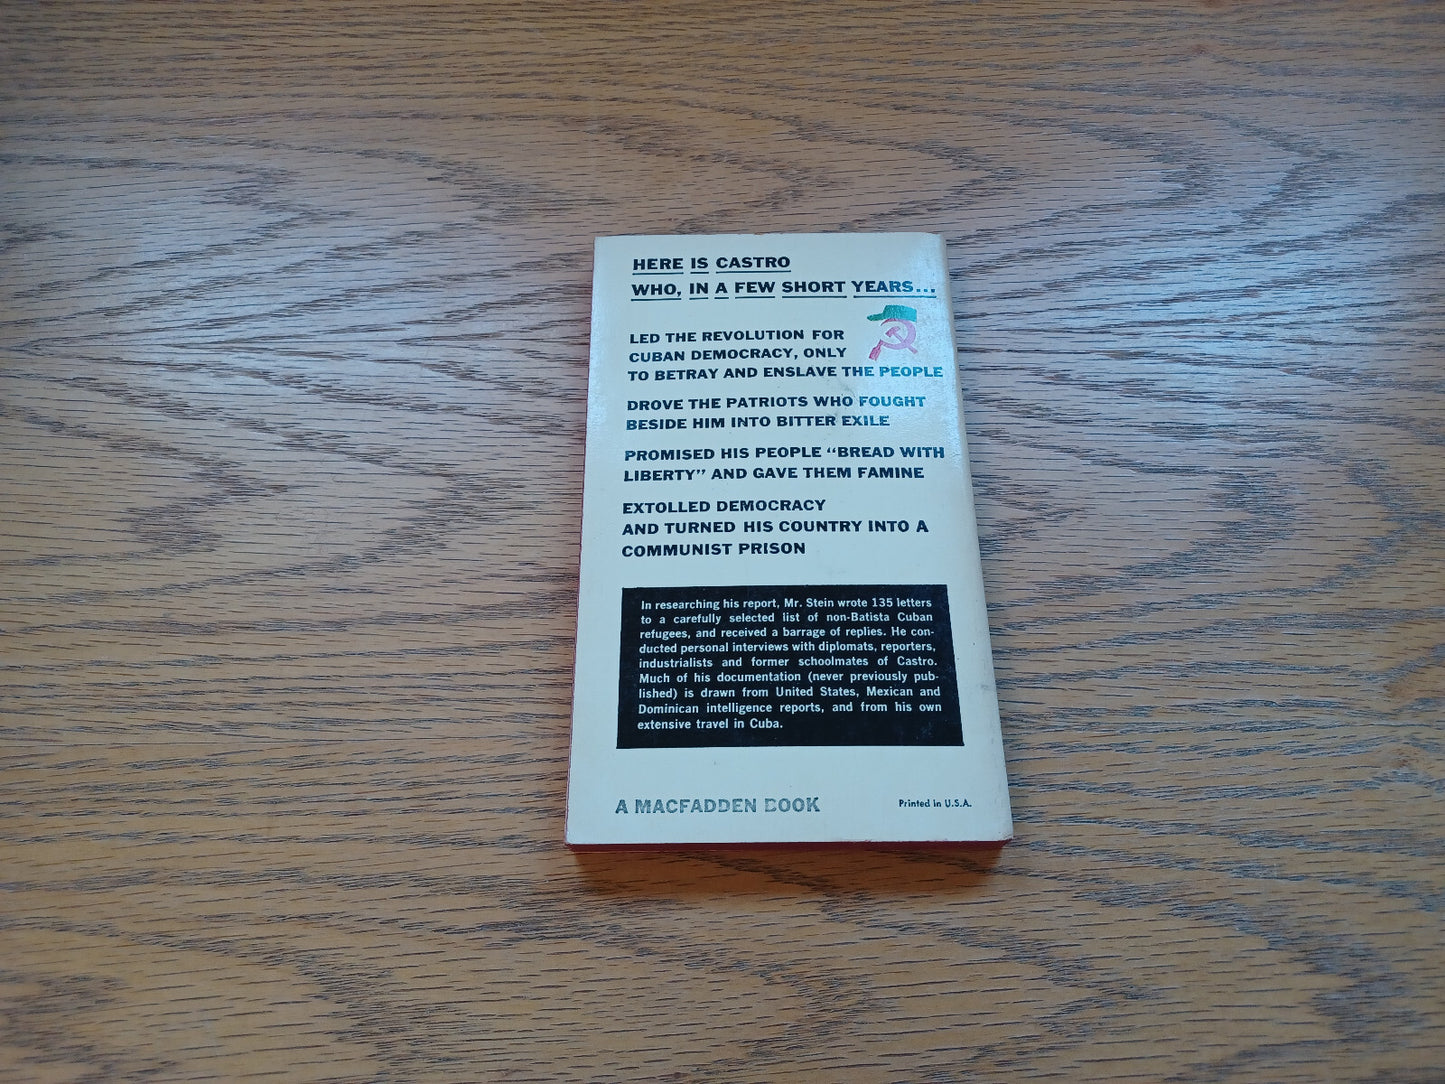 HERE IS CASTRO
WHO, IN A FEW SHORT YEARS...
LED THE REVOLUTION FOR
CUBAN DEMOCRACY, ONLY
TO BETRAY AND ENSLAVE THE PEOPLE
DROVE THE PATRIOTS WHO FOUGHT
BESIDE HIM INTO BITTER EXILE
PROMISED HIS PEOPLE "BREAD WITH
LIBERTY" AND GAVE THEM FAMINE
EXTOLLED DEMOCRACY
AND TURNED HIS COUNTRY INTO A
COMMUNIST PRISON
In researching his report, Mr. Stein wrote 135 letters
to a carefully selected list of non-Batista Cuban
refugees, and received a barrage of replies. He con-
ducted personal interviews with diplomats, reporters,
industrialists and former schoolmates of Castro.
Much of his documentation (never previously pub-
lished) is drawn from United States, Mexican and
Dominican intelligence reports, and from his own
extensive travel in Cuba.
A MACFADDEN BOOK
Printed in U.S.A.